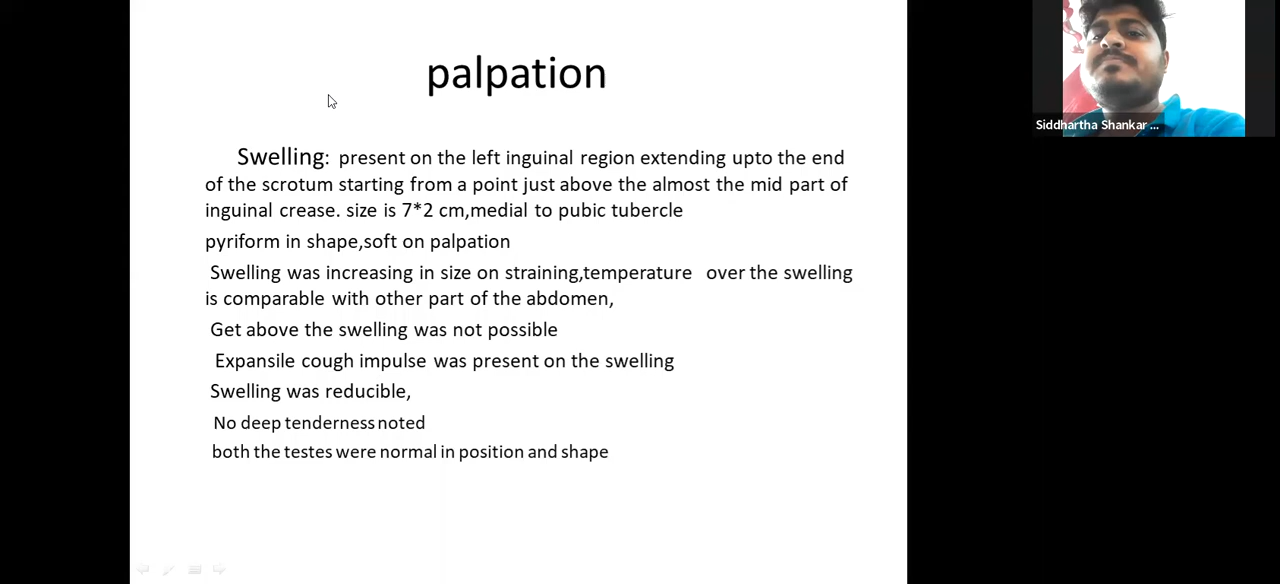 palpation
Swelling: present on the left inguinal region extending upto the end
of the scrotum starting from a point just above the almost the mid part of
inguinal crease. size is 7*2 cm,medial to pubic tubercle
pyriform in shape,soft on palpation
Swelling was increasing in size on straining,temperature over the swelling
is comparable with other part of the abdomen,
Get above the swelling was not possible
Expansile cough impulse was present on the swelling
Swelling was reducible,
No deep tenderness noted
both the testes were normal in position and shape
Siddhartha Shankar ...